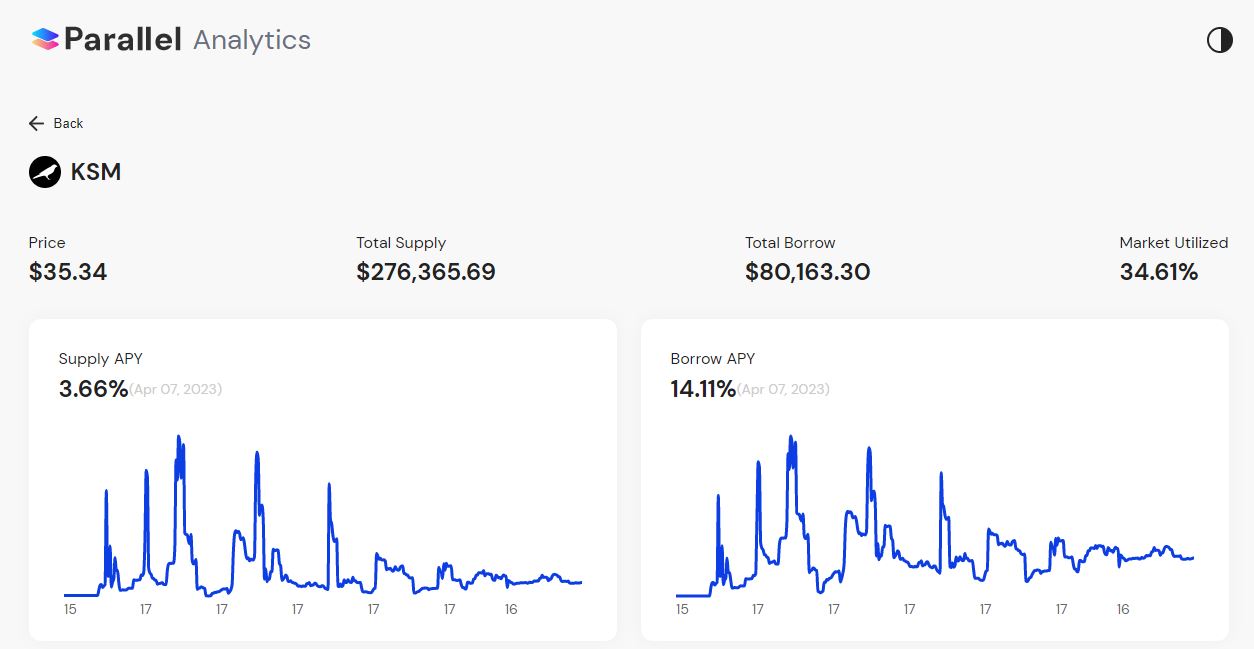 Parallel Analytics
Back
KSM
Price
$35.34
Total Supply
$276,365.69
Total Borrow
$80,163.30
Market Utilized
34.61%
Supply APY
3.66%(Apr 07, 2023)
15 17 17 17 17 17 16
Borrow APY
14.11%(Apr 07, 2023)
15 17 17 17 17 17 16